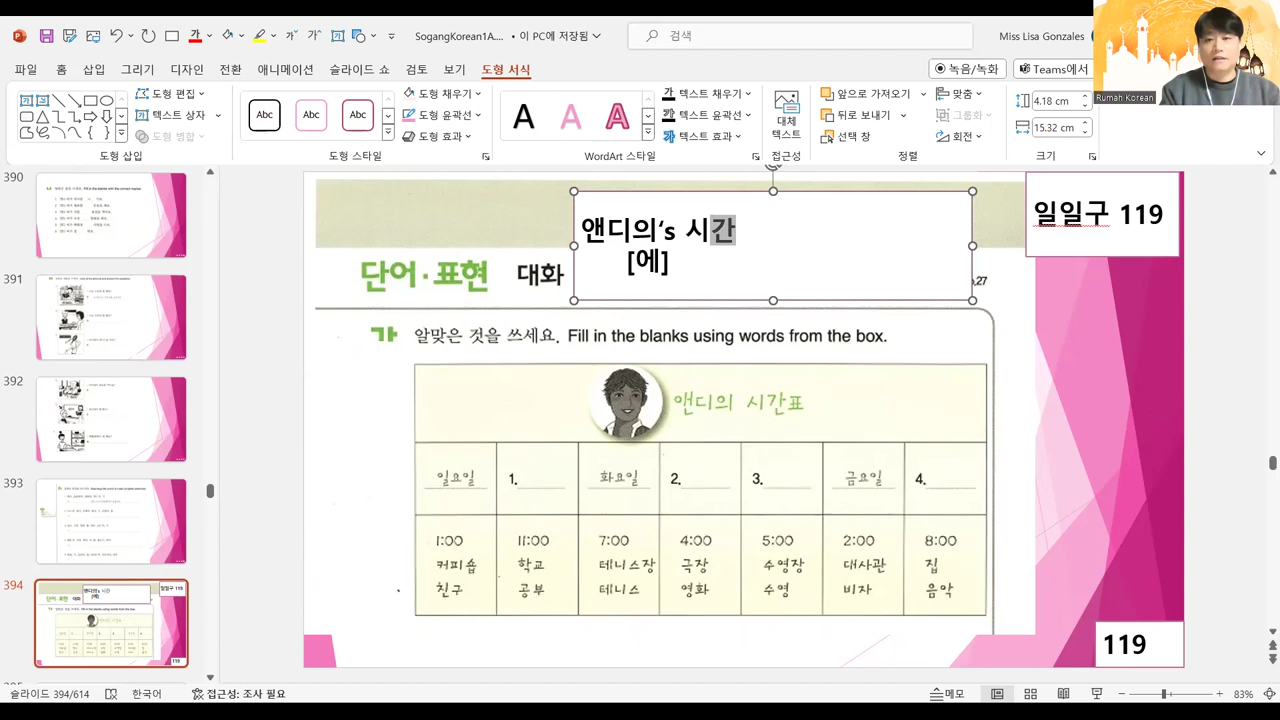 SogangKorean1A.... • 이 PC에 저장됨
검색
Miss Lisa Gonzales
파일 홈 삽입 그리기 디자인 전환 애니메이션 슬라이드 쇼 검토 보기 도형 서식
녹음/녹화 Teams에서
Rumah Korean
도형 편집
텍스트 상자
도형 병합
도형 삽입
Abc Abc Abc
도형 채우기
도형 윤곽선
도형 효과
도형 스타일
A A A
텍스트 채우기
텍스트 윤곽선
텍스트 효과
WordArt 스타일
대체
텍스트
접근성
앞으로 가져오기
뒤로 보내기
선택 창
맞춤
그룹화
회전
정렬
4.18 cm
15.32 cm
크기
390
391
392
393
394
앤디의's 시간
[에]
일일구 119
단어·표현 대화
,27
가 알맞은 것을 쓰세요. Fill in the blanks using words from the box.
앤디의 시간표
일요일 1. 화요일 2. 3. 금요일 4.
1:00 11:00 7:00 4:00 5:00 2:00 8:00
커피숍 학교 테니스장 극장 수영장 대사관 집
친구 공부 테니스 영화 수영 비자 음악
119
슬라이드 394/614 한국어 접근성: 조사 필요 메모 83%